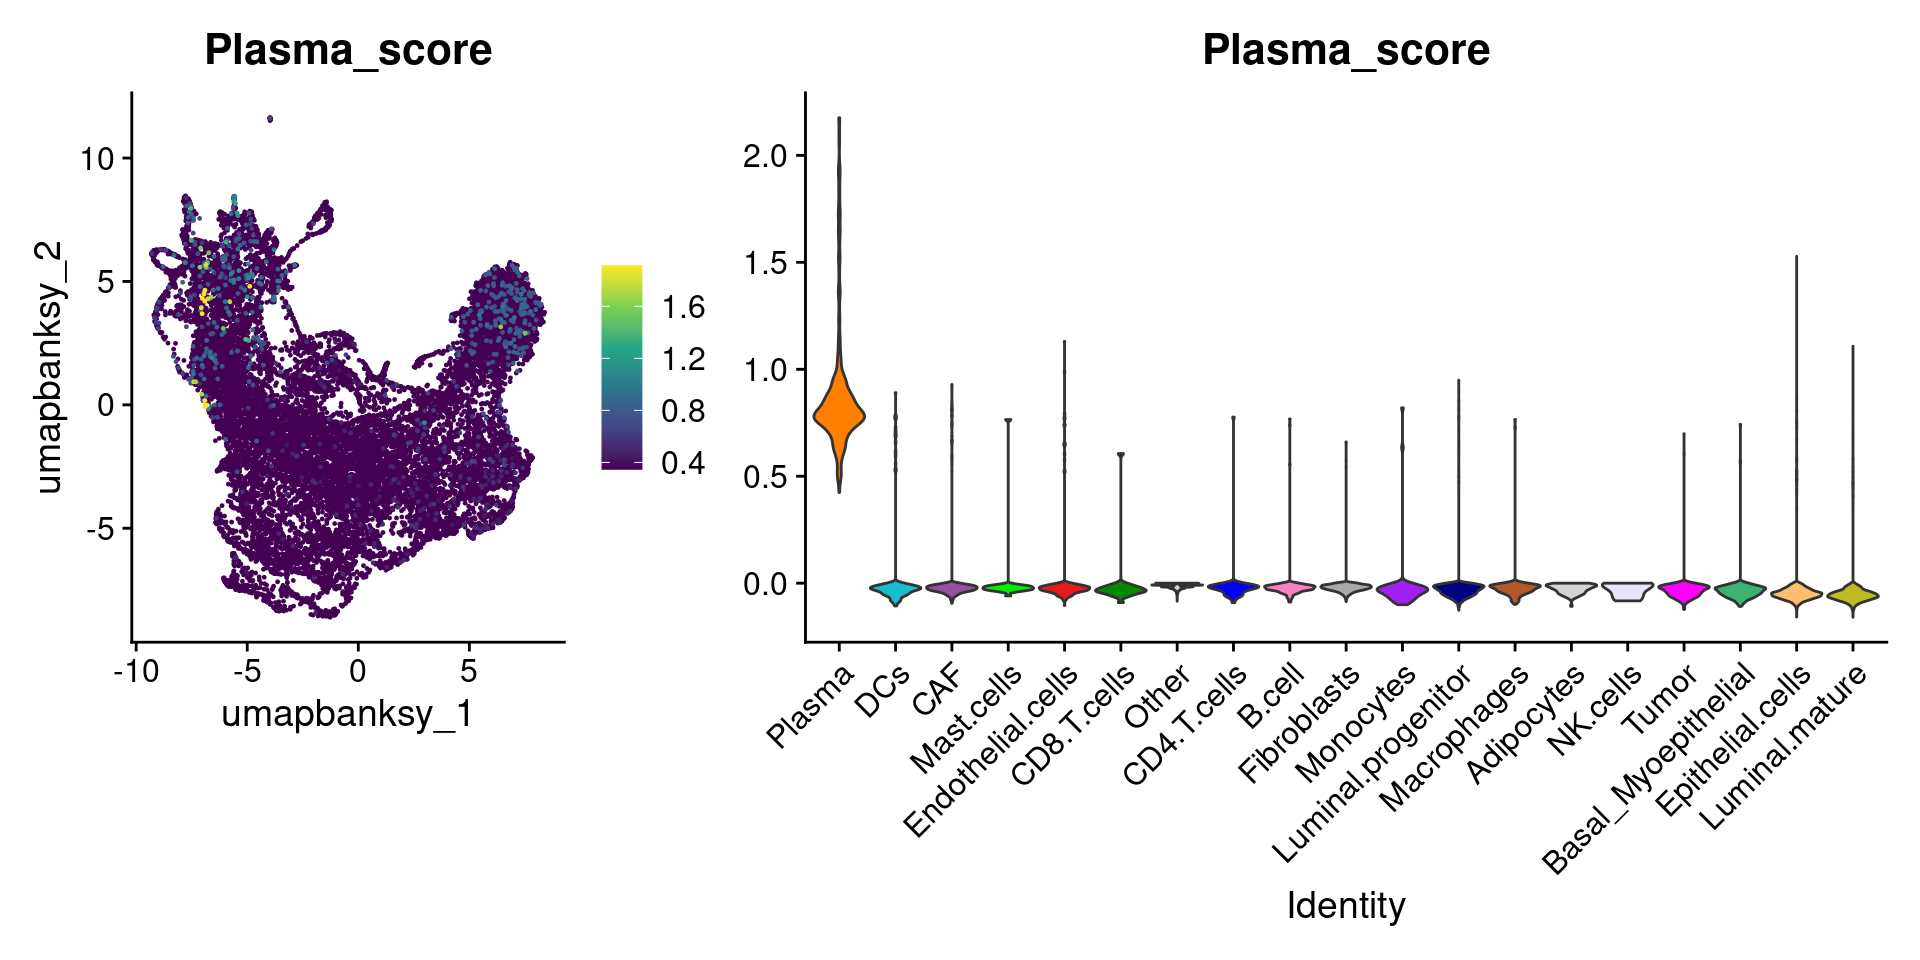 Plasma_score
10
5
0
-5
-10
-5
0
5
umapbanksy_2
umapbanksy_1
1.6
1.2
0.8
0.4
Plasma_score
2.0
1.5
1.0
0.5
0.0
Plasma
DCs
CAF
Mast.cells
Endothelial.cells
CD8.T.cells
Other
CD4.T.cells
B.cell
Fibroblasts
Monocytes
Luminal.progenitor
Macrophages
Adipocytes
NK.cells
Tumor
Basal_Myoepithelial
Epithelial.cells
Luminal.mature
Identity